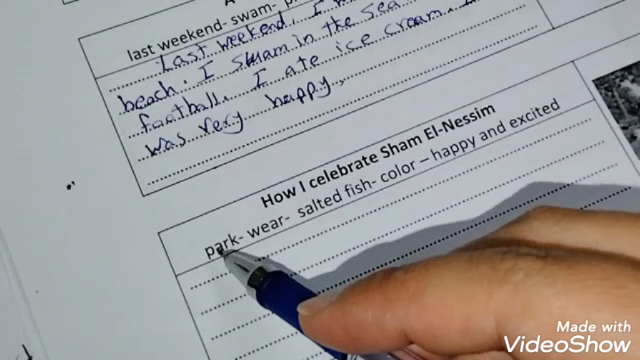 A
last weekend- swam- p
Last weekend, I w
beach. I swam in the sea
football. I ate ice cream.
was very happy.
How I celebrate Sham El-Nessim
park- wear- salted fish- color – happy and excited
Made with
VideoShow